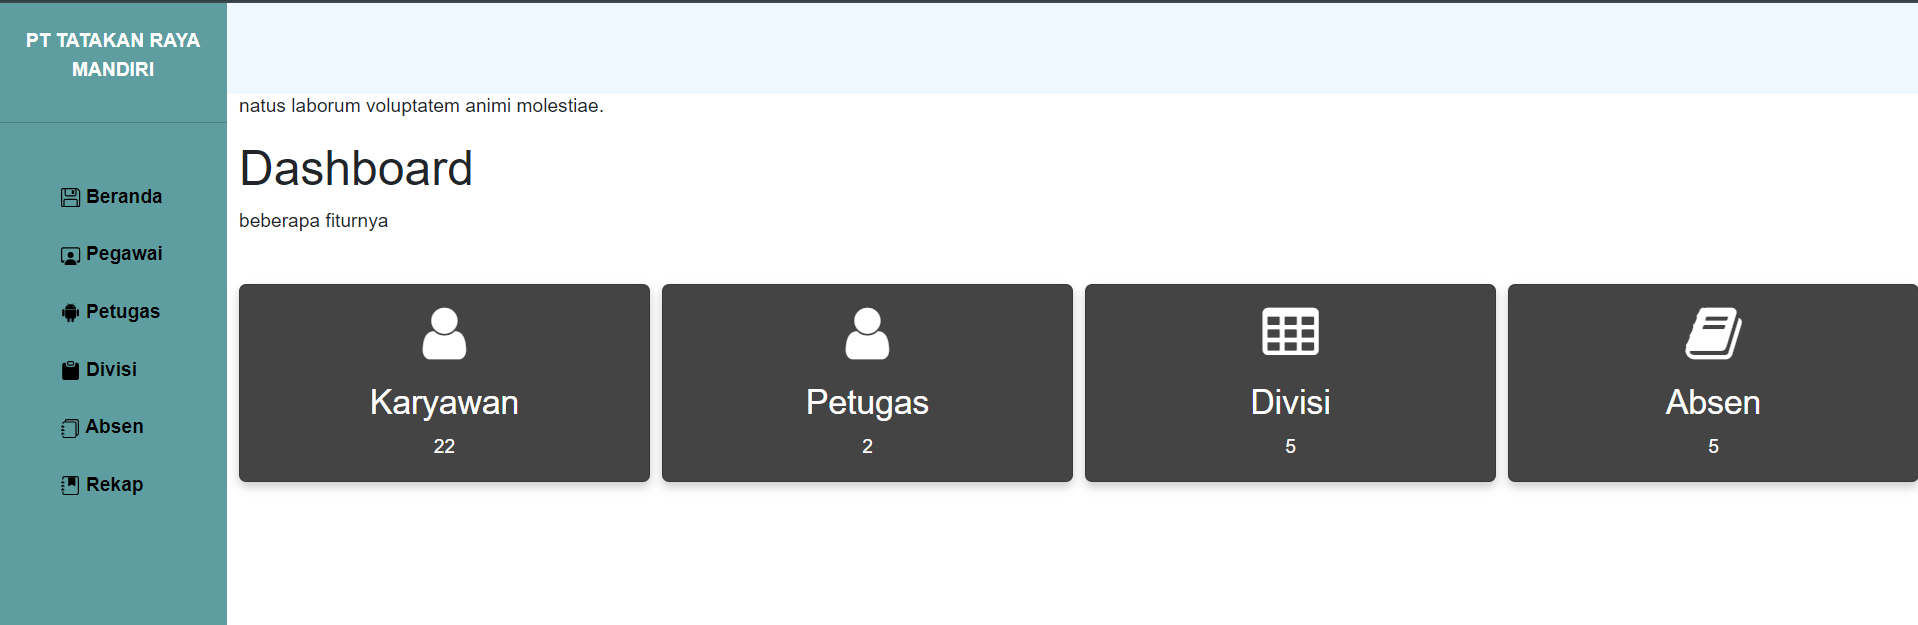 PT TATAKAN RAYA
MANDIRI
Beranda
Pegawai
Petugas
Divisi
Absen
Rekap
natus laborum voluptatem animi molestiae.
Dashboard
beberapa fiturnya
Karyawan
22
Petugas
2
Divisi
5
Absen
5